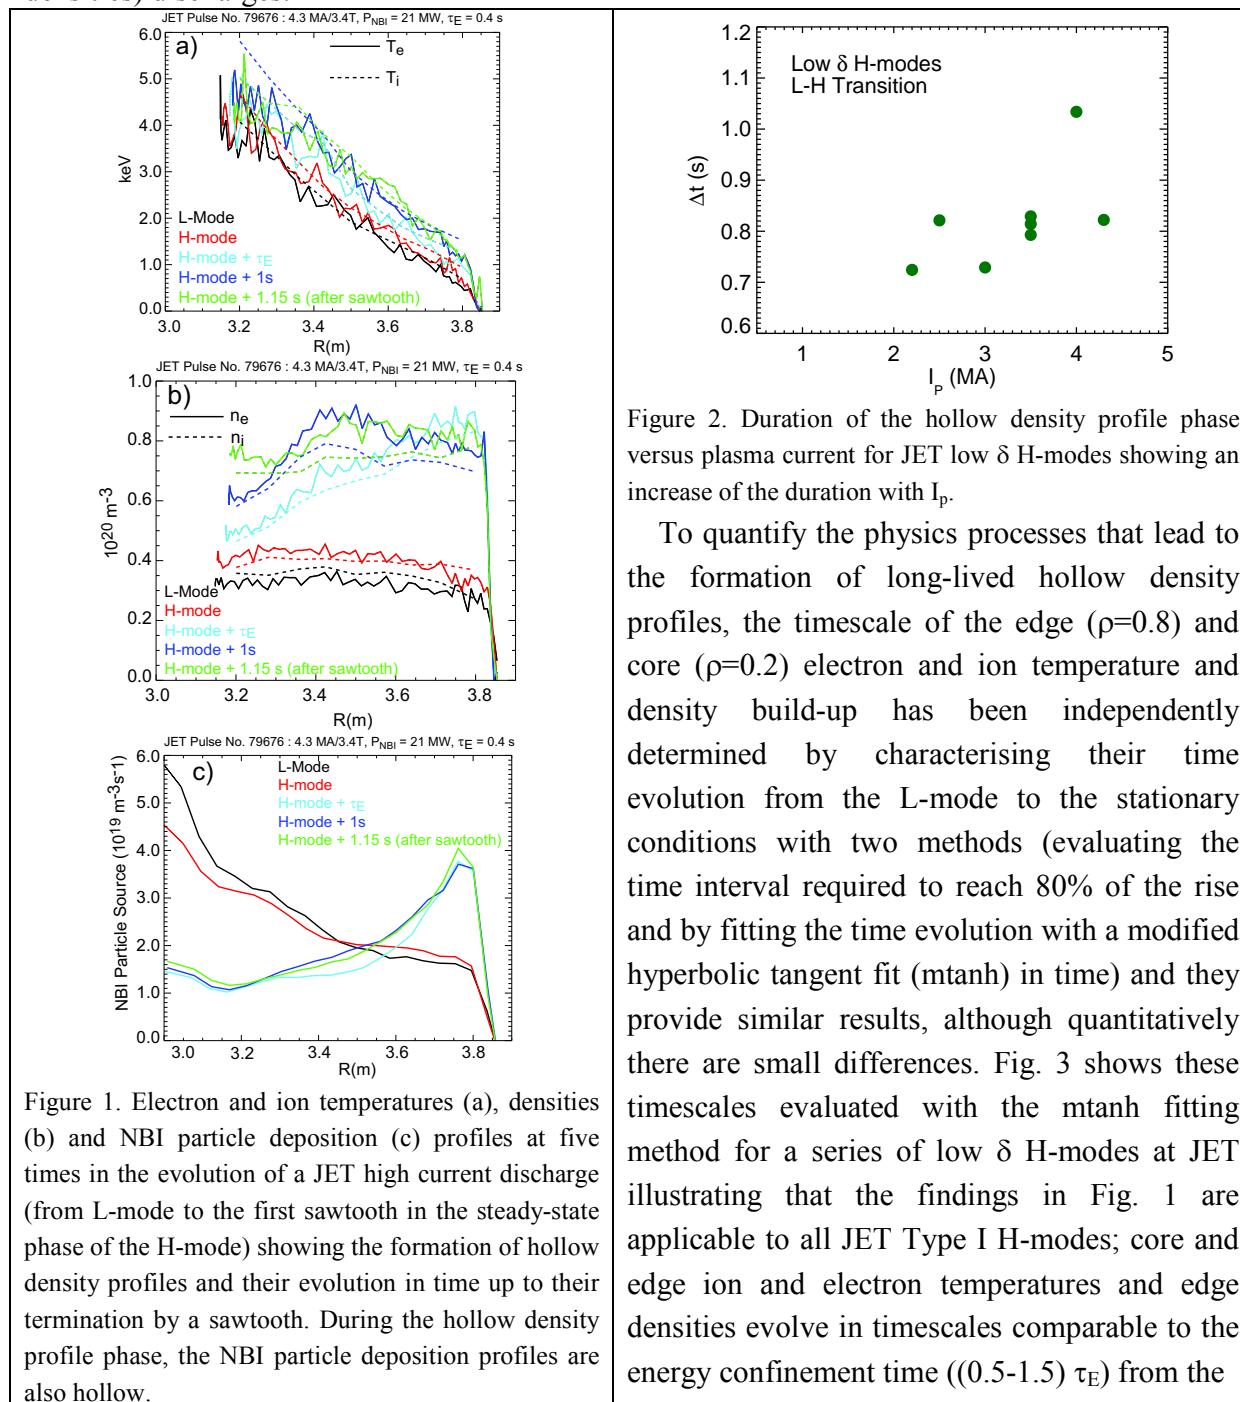 JET Pulse No. 79676 : 4.3 MA/3.4T, P_NBI = 21 MW, τ_E = 0.4 s
6.0
a)
T_e
T_i
5.0
4.0
keV
3.0
2.0
L-Mode
H-mode
1.0
H-mode + τ_E
H-mode + 1s
H-mode + 1.15 s (after sawtooth)
0.0
3.0 3.2 3.4 3.6 3.8
R(m)
JET Pulse No. 79676 : 4.3 MA/3.4T, P_NBI = 21 MW, τ_E = 0.4 s
1.0
b)
n_e
n_i
0.8
0.6
10^20 m-3
0.4
L-Mode
H-mode
0.2
H-mode + τ_E
H-mode + 1s
H-mode + 1.15 s (after sawtooth)
0.0
3.0 3.2 3.4 3.6 3.8
R(m)
JET Pulse No. 79676 : 4.3 MA/3.4T, P_NBI = 21 MW, τ_E = 0.4 s
6.0
c)
L-Mode
H-mode
H-mode + τ_E
H-mode + 1s
H-mode + 1.15 s (after sawtooth)
5.0
4.0
3.0
2.0
1.0
0.0
NBI Particle Source (10^19 m-3s-1)
3.0 3.2 3.4 3.6 3.8
R(m)
Figure 1. Electron and ion temperatures (a), densities
(b) and NBI particle deposition (c) profiles at five
times in the evolution of a JET high current discharge
(from L-mode to the first sawtooth in the steady-state
phase of the H-mode) showing the formation of hollow
density profiles and their evolution in time up to their
termination by a sawtooth. During the hollow density
profile phase, the NBI particle deposition profiles are
also hollow.
1.2
Low δ H-modes
L-H Transition
1.1
1.0
Δt (s)
0.9
0.8
0.7
0.6
1 2 3 4 5
I_P (MA)
Figure 2. Duration of the hollow density profile phase
versus plasma current for JET low δ H-modes showing an
increase of the duration with I_p.
To quantify the physics processes that lead to
the formation of long-lived hollow density
profiles, the timescale of the edge (ρ=0.8) and
core (ρ=0.2) electron and ion temperature and
density build-up has been independently
determined by characterising their time
evolution from the L-mode to the stationary
conditions with two methods (evaluating the
time interval required to reach 80% of the rise
and by fitting the time evolution with a modified
hyperbolic tangent fit (mtanh) in time) and they
provide similar results, although quantitatively
there are small differences. Fig. 3 shows these
timescales evaluated with the mtanh fitting
method for a series of low δ H-modes at JET
illustrating that the findings in Fig. 1 are
applicable to all JET Type I H-modes; core and
edge ion and electron temperatures and edge
densities evolve in timescales comparable to the
energy confinement time ((0.5-1.5) τ_E) from the